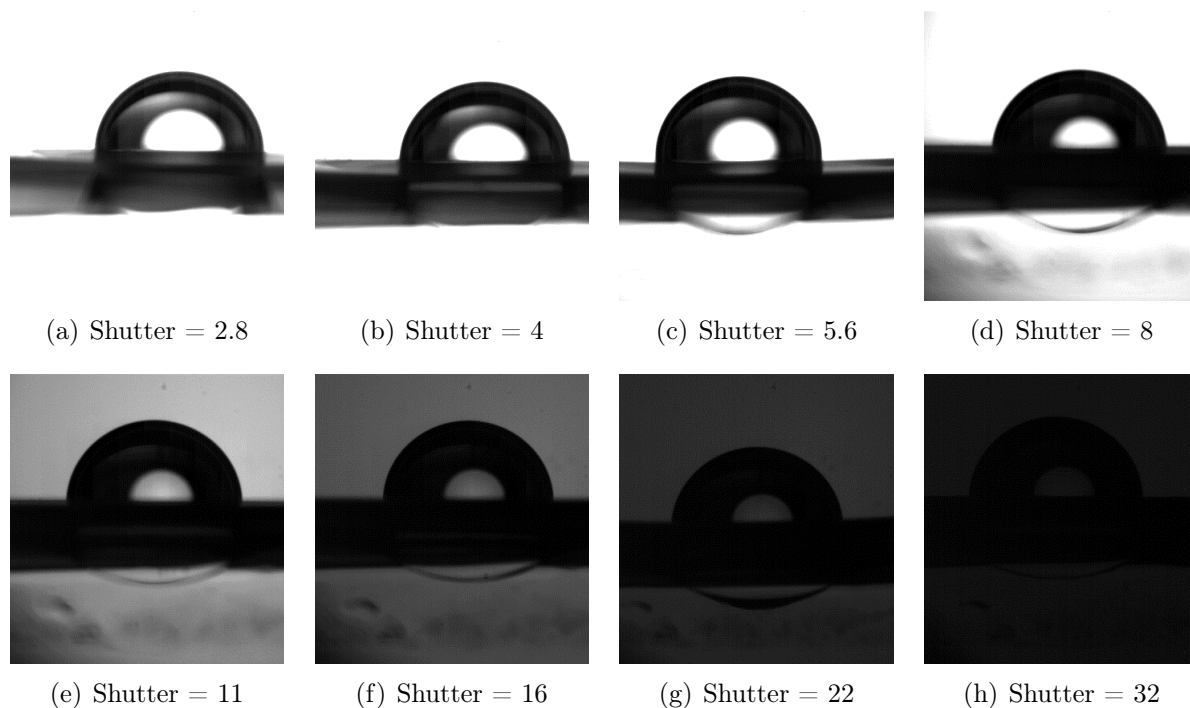 (a) Shutter = 2.8
(b) Shutter = 4
(c) Shutter = 5.6
(d) Shutter = 8
(e) Shutter = 11
(f) Shutter = 16
(g) Shutter = 22
(h) Shutter = 32